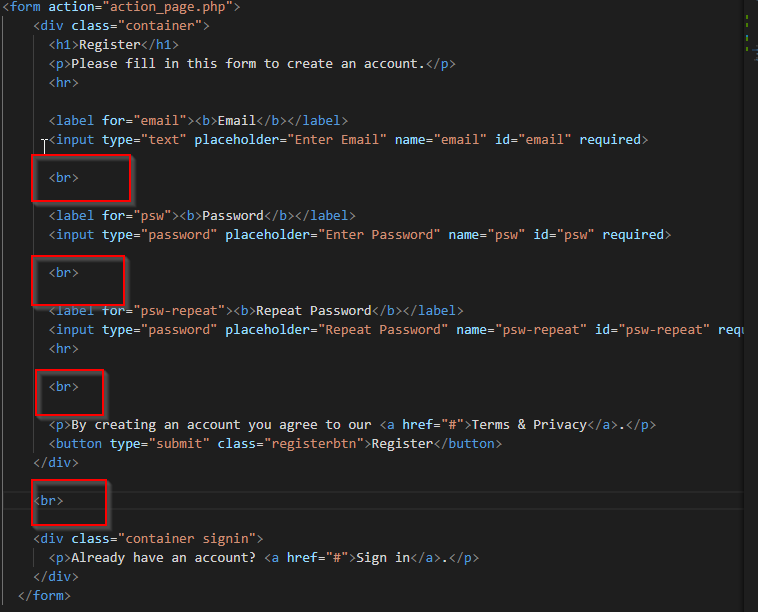 <form action="action_page.php">
<div class="container">
<h1>Register</h1>
<p>Please fill in this form to create an account.</p>
<hr>
<label for="email"><b>Email</b></label>
<input type="text" placeholder="Enter Email" name="email" id="email" required>
<br>
<label for="psw"><b>Password</b></label>
<input type="password" placeholder="Enter Password" name="psw" id="psw" required>
<br>
<label for="psw-repeat"><b>Repeat Password</b></label>
<input type="password" placeholder="Repeat Password" name="psw-repeat" id="psw-repeat" requ
<hr>
<br>
<p>By creating an account you agree to our <a href="#">Terms & Privacy</a>.</p>
<button type="submit" class="registerbtn">Register</button>
</div>
<br>
<div class="container signin">
<p>Already have an account? <a href="#">Sign in</a>.</p>
</div>
</form>